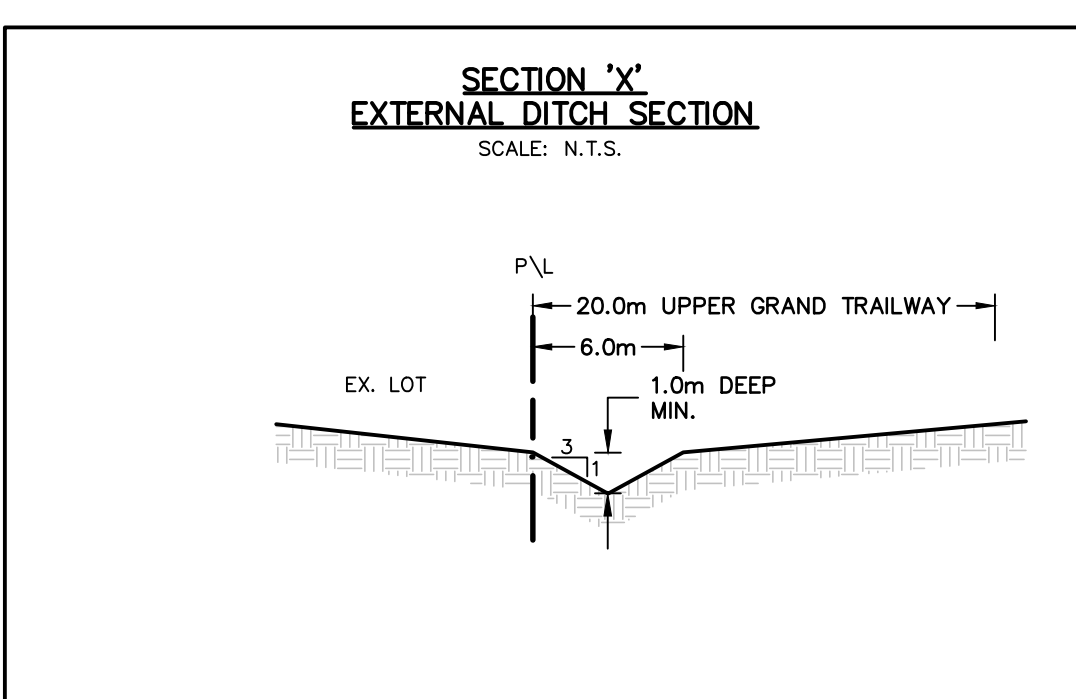 SECTION 'X'
EXTERNAL DITCH SECTION
SCALE: N.T.S.
P\L
20.0m UPPER GRAND TRAILWAY
6.0m
EX. LOT
1.0m DEEP
MIN.
3
1